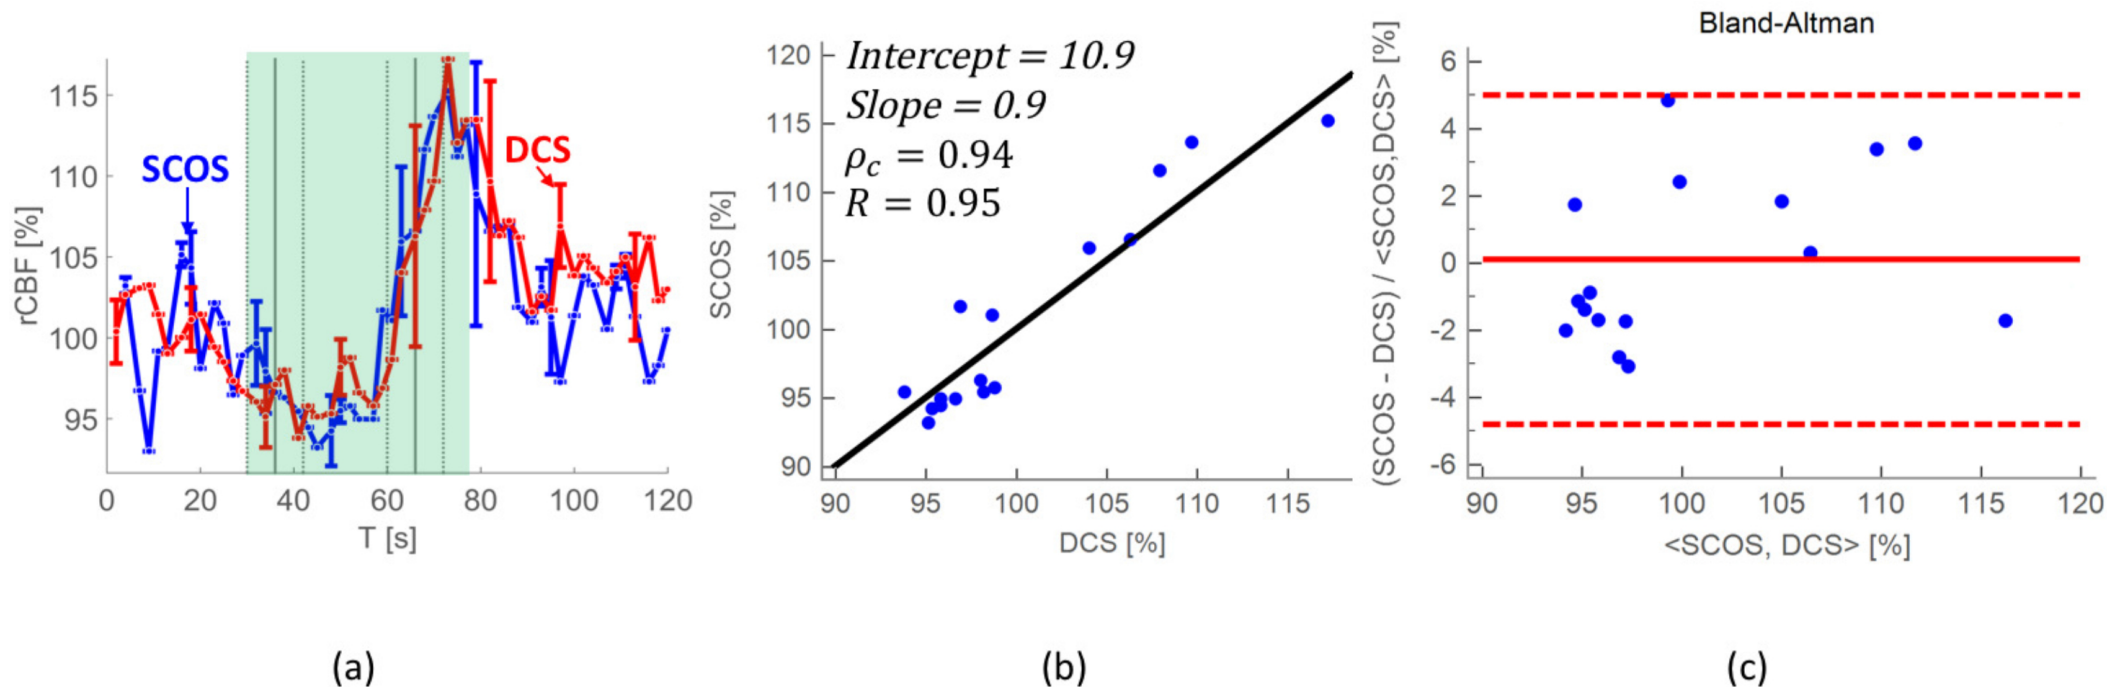 rCBF [%]
115
110
105
100
95
0 20 40 60 80 100 120
T [s]
SCOS
DCS
(a)
SCOS [%]
120
115
110
105
100
95
90
90 95 100 105 110 115
DCS [%]
Intercept = 10.9
Slope = 0.9
ρc = 0.94
R = 0.95
(b)
Bland-Altman
(SCOS - DCS) / <SCOS,DCS> [%]
6
4
2
0
-2
-4
-6
90 95 100 105 110 115 120
<SCOS, DCS> [%]
(c)